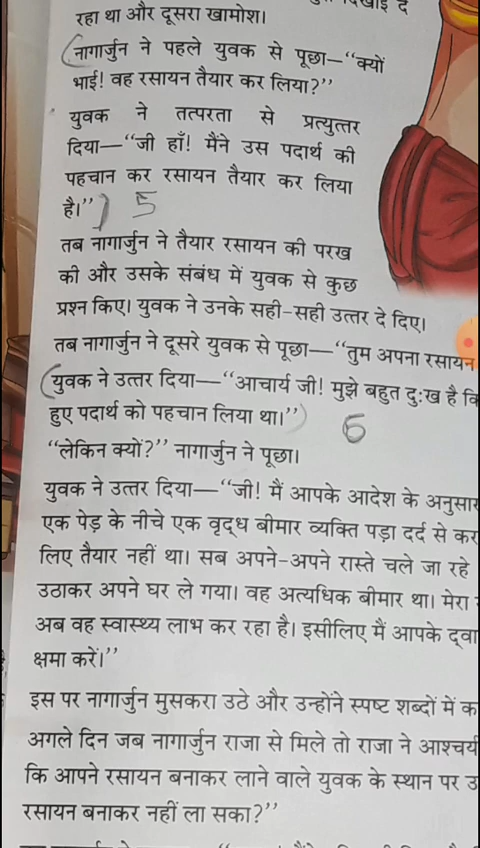 रहा था और दूसरा खामोश।
नागार्जुन ने पहले युवक से पूछा—“क्यों
भाई! वह रसायन तैयार कर लिया?”
युवक ने तत्परता से प्रत्युत्तर
दिया—“जी हाँ! मैंने उस पदार्थ की
पहचान कर रसायन तैयार कर लिया
है।” 5
तब नागार्जुन ने तैयार रसायन की परख
की और उसके संबंध में युवक से कुछ
प्रश्न किए। युवक ने उनके सही-सही उत्तर दे दिए।
तब नागार्जुन ने दूसरे युवक से पूछा—“तुम अपना रसायन
युवक ने उत्तर दिया—“आचार्य जी! मुझे बहुत दुःख है कि
हुए पदार्थ को पहचान लिया था।” 6
“लेकिन क्यों?” नागार्जुन ने पूछा।
युवक ने उत्तर दिया—“जी! मैं आपके आदेश के अनुसार
एक पेड़ के नीचे एक वृद्ध बीमार व्यक्ति पड़ा दर्द से
लिए तैयार नहीं था। सब अपने-अपने रास्ते चले जा रहे
उठाकर अपने घर ले गया। वह अत्यधिक बीमार था। मेरा
अब वह स्वास्थ्य लाभ कर रहा है। इसीलिए मैं आपके
क्षमा करें।”
इस पर नागार्जुन मुसकरा उठे और उन्होंने स्पष्ट शब्दों में
अगले दिन जब नागार्जुन राजा से मिले तो राजा ने
कि आपने रसायन बनाकर लाने वाले युवक के स्थान पर
रसायन बनाकर नहीं ला सका?”